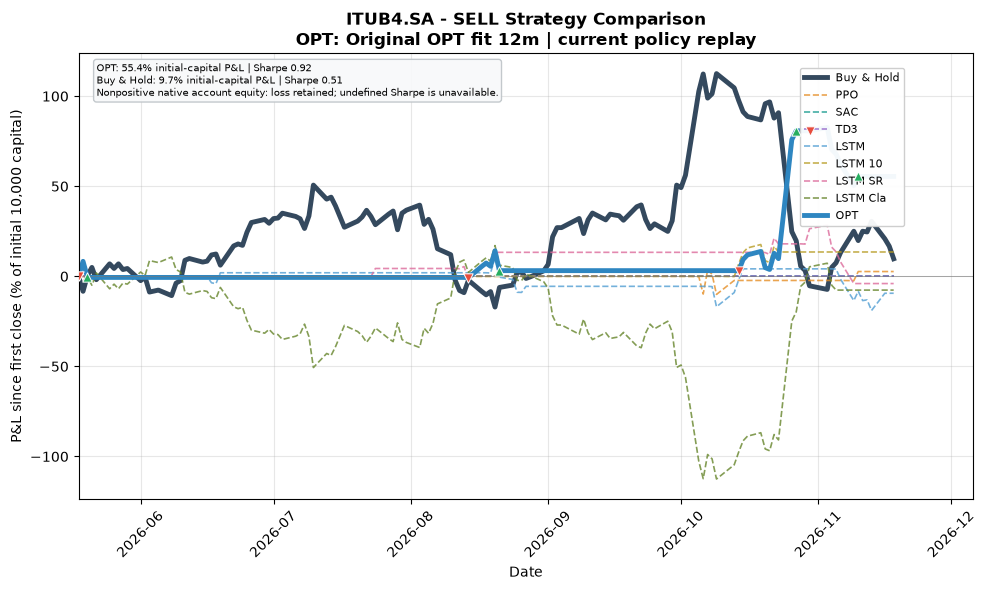 ITUB4.SA - SELL Strategy Comparison
OPT: Original OPT fit 12m | current policy replay
OPT: 55.4% initial-capital P&L | Sharpe 0.92
Buy & Hold: 9.7% initial-capital P&L | Sharpe 0.51
Nonpositive native account equity: loss retained; undefined Sharpe is unavailable.
Buy & Hold
PPO
SAC
TD3
LSTM
LSTM 10
LSTM SR
LSTM Cla
OPT
P&L since first close (% of initial 10,000 capital)
100
50
0
−50
−100
2026-06
2026-07
2026-08
2026-09
2026-10
2026-11
2026-12
Date